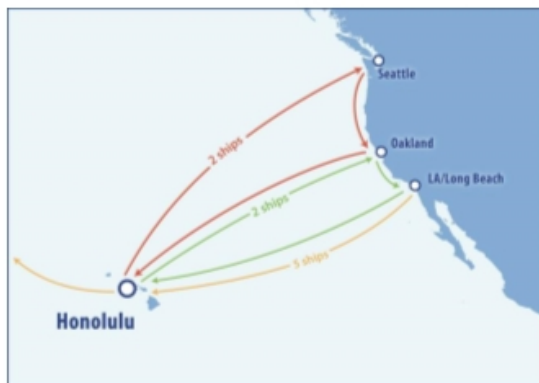 Seattle
2 ships
Oakland
LA/Long Beach
2 ships
5 ships
Honolulu